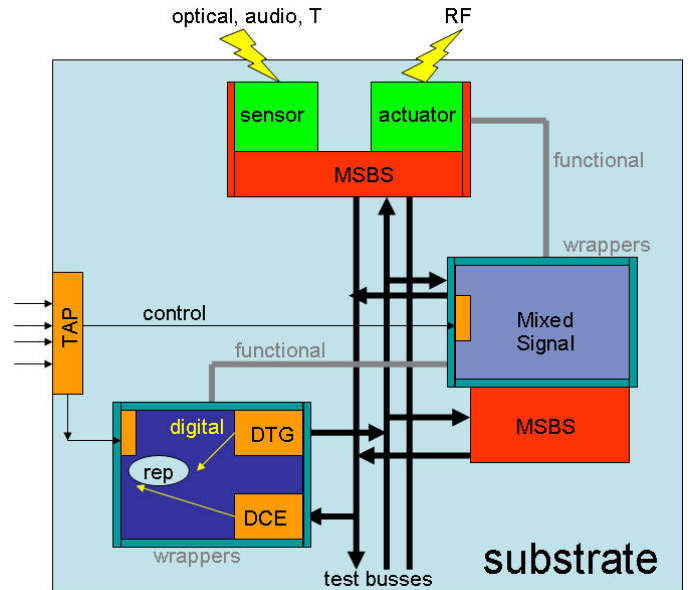 optical, audio, T
RF
sensor
actuator
MSBS
functional
wrappers
TAP
control
Mixed
Signal
functional
digital
DTG
MSBS
rep
DCE
wrappers
test busses
substrate